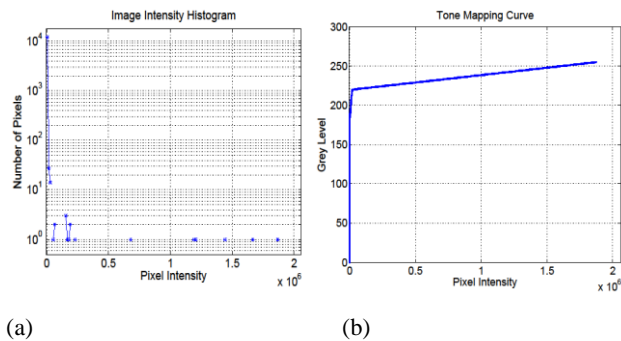 Image Intensity Histogram
10^4
10^3
10^2
10^1
10^0
Number of Pixels
0 0.5 1 1.5 2
Pixel Intensity
x 10^6
(a)
Tone Mapping Curve
300
250
200
150
100
50
0
Grey Level
0 0.5 1 1.5 2
Pixel Intensity
x 10^6
(b)